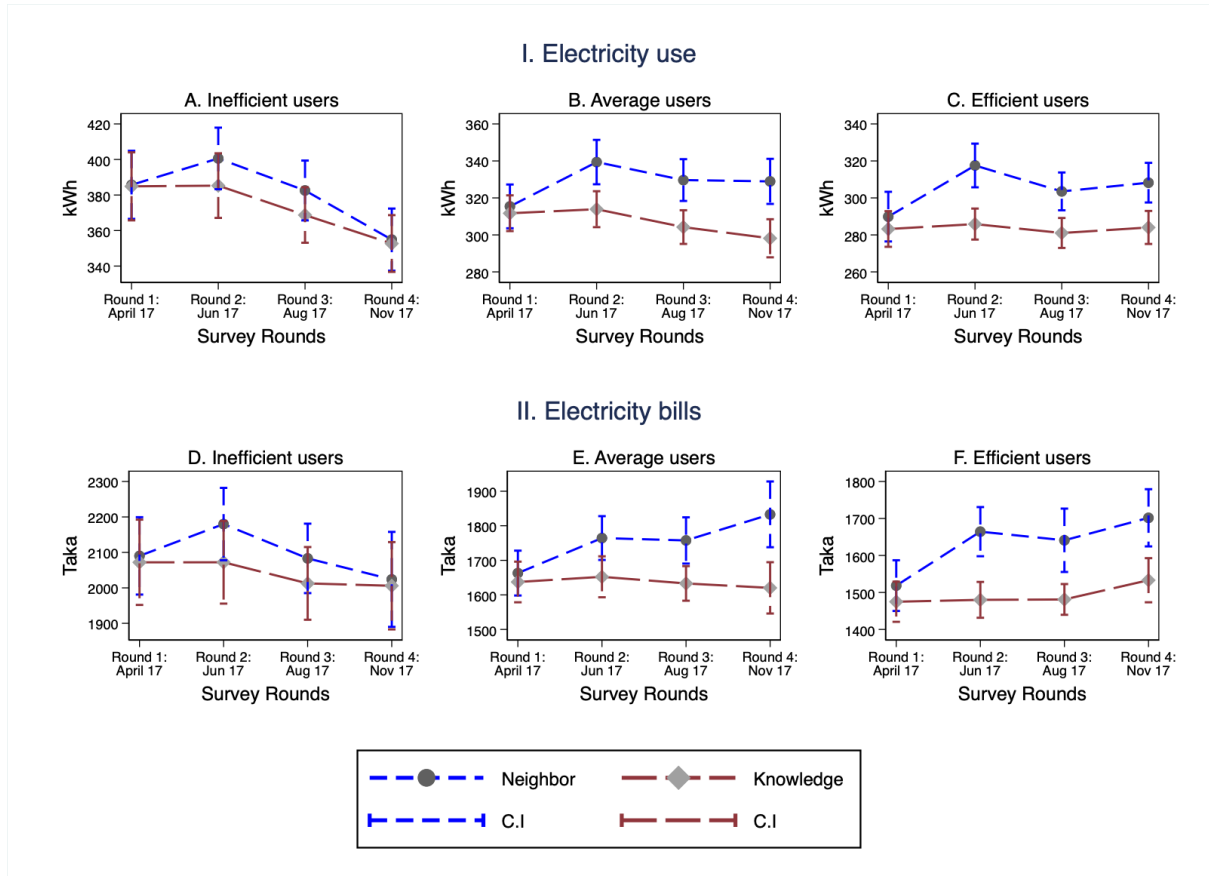 I. Electricity use
A. Inefficient users
420
400
380
360
340
kWh
Round 1:
April 17
Round 2:
Jun 17
Round 3:
Aug 17
Round 4:
Nov 17
Survey Rounds
B. Average users
360
340
320
300
280
kWh
Round 1:
April 17
Round 2:
Jun 17
Round 3:
Aug 17
Round 4:
Nov 17
Survey Rounds
C. Efficient users
340
320
300
280
260
kWh
Round 1:
April 17
Round 2:
Jun 17
Round 3:
Aug 17
Round 4:
Nov 17
Survey Rounds
II. Electricity bills
D. Inefficient users
2300
2200
2100
2000
1900
Taka
Round 1:
April 17
Round 2:
Jun 17
Round 3:
Aug 17
Round 4:
Nov 17
Survey Rounds
E. Average users
1900
1800
1700
1600
1500
Taka
Round 1:
April 17
Round 2:
Jun 17
Round 3:
Aug 17
Round 4:
Nov 17
Survey Rounds
F. Efficient users
1800
1700
1600
1500
1400
Taka
Round 1:
April 17
Round 2:
Jun 17
Round 3:
Aug 17
Round 4:
Nov 17
Survey Rounds
Neighbor
Knowledge
C.I
C.I